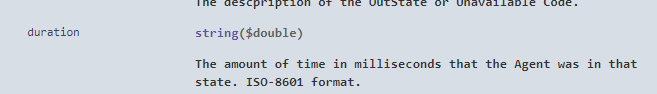 The descpription of the OutState or Unavailable Code.
duration string($double)
The amount of time in milliseconds that the Agent was in that
state. ISO-8601 format.